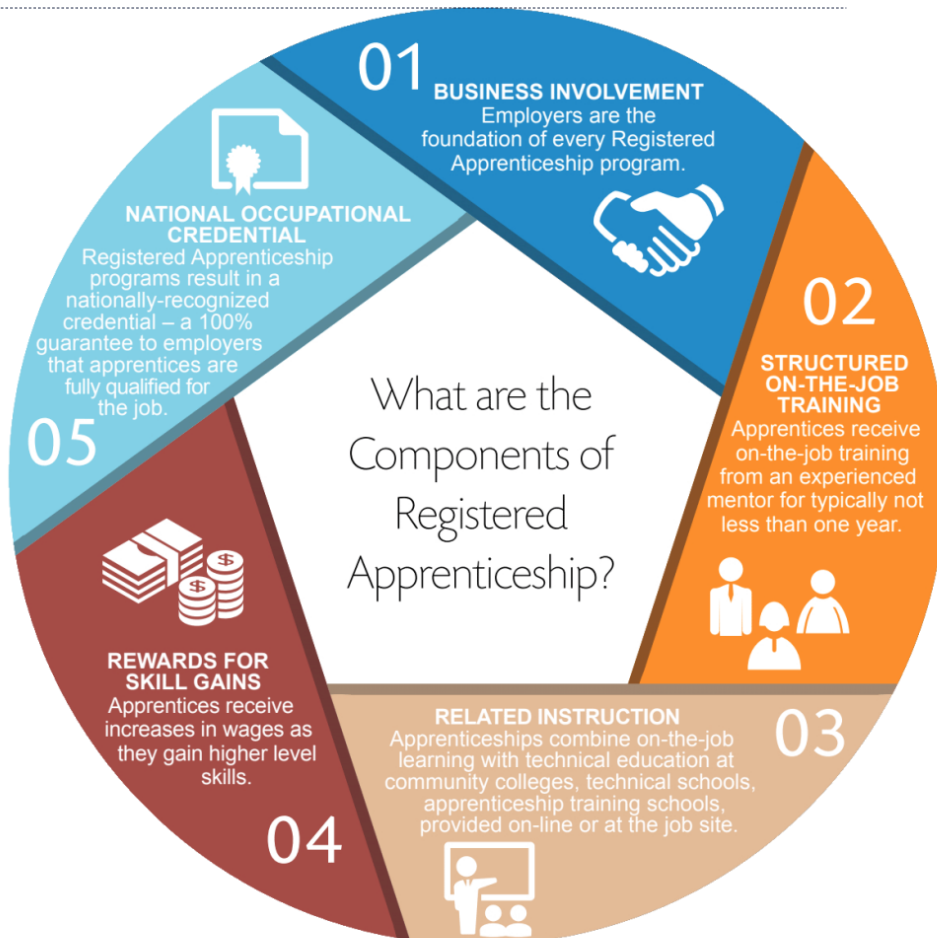 01
BUSINESS INVOLVEMENT
Employers are the
foundation of every Registered
Apprenticeship program.
02
STRUCTURED
ON-THE-JOB
TRAINING
Apprentices receive
on-the-job training
from an experienced
mentor for typically not
less than one year.
03
RELATED INSTRUCTION
Apprenticeships combine on-the-job
learning with technical education at
community colleges, technical schools,
apprenticeship training schools,
provided on-line or at the job site.
04
REWARDS FOR
SKILL GAINS
Apprentices receive
increases in wages as
they gain higher level
skills.
$
$
05
NATIONAL OCCUPATIONAL
CREDENTIAL
Registered Apprenticeship
programs result in a
nationally-recognized
credential – a 100%
guarantee to employers
that apprentices are
fully qualified for
the job.
What are the
Components of
Registered
Apprenticeship?